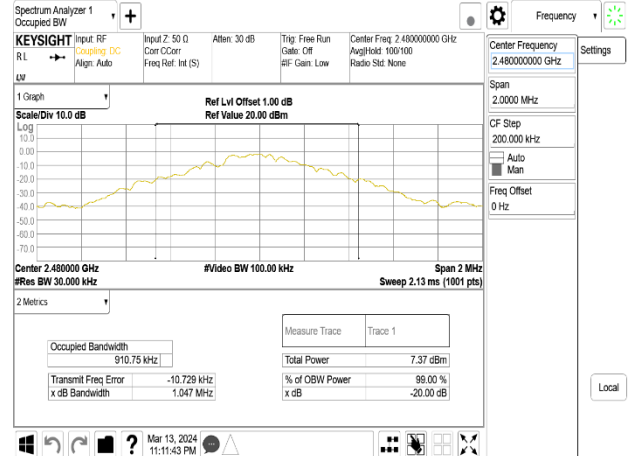 Spectrum Analyzer 1
Occupied BW
Frequency
KEYSIGHT
RL
Input: RF
Coupling: DC
Align: Auto
Input Z: 50 Ω
Corr CCorr
Freq Ref: Int (S)
Atten: 30 dB
Trig: Free Run
Gate: Off
#IF Gain: Low
Center Freq: 2.480000000 GHz
Avg|Hold: 100/100
Radio Std: None
Center Frequency
2.480000000 GHz
Settings
Span
2.0000 MHz
CF Step
200.000 kHz
Auto
Man
Freq Offset
0 Hz
Local
1 Graph
Scale/Div 10.0 dB
Ref Lvl Offset 1.00 dB
Ref Value 20.00 dBm
Log
10.0
0.00
-10.0
-20.0
-30.0
-40.0
-50.0
-60.0
-70.0
Center 2.48000 GHz
#Res BW 30.000 kHz
#Video BW 100.00 kHz
Span 2 MHz
Sweep 2.13 ms (1001 pts)
2 Metrics
Measure Trace Trace 1
Occupied Bandwidth
910.75 kHz
Total Power 7.37 dBm
Transmit Freq Error -10.729 kHz
% of OBW Power 99.00 %
x dB Bandwidth 1.047 MHz
x dB -20.00 dB
?
Mar 13, 2024
11:11:43 PM